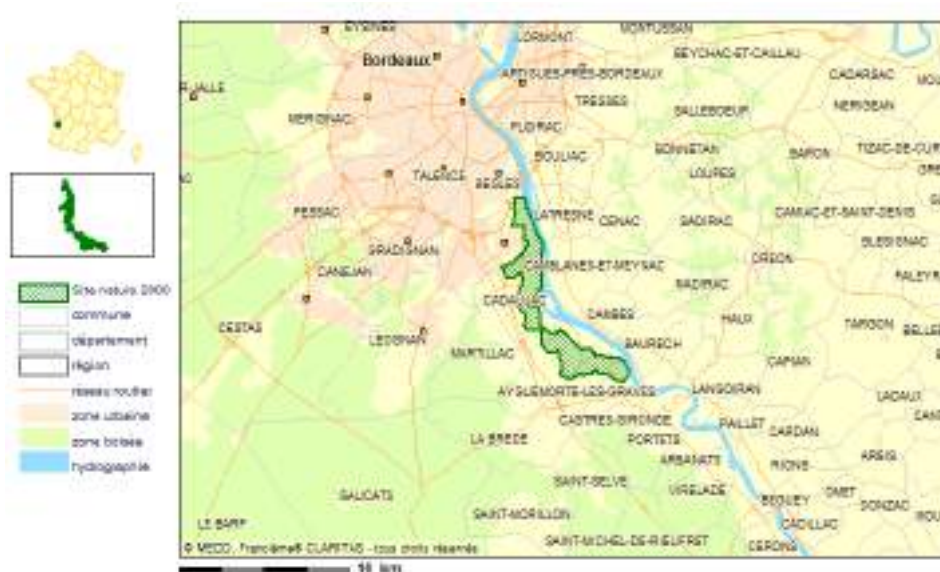 EYSINES
LORMONT
MONTUSSAN
Bordeaux
BEYCHAC-ET-CAILLAU
ARTIGUES-PRÈS-BORDEAUX
CADARSAC
MERIGNAC
TRESSES
SALLEBOEUF
NERIGEAN
FLOIRAC
BOULIAC
BONNETAN
BARON
TALENCE
BEGLES
LOUPES
PESSAC
LATRESNE
CENAC
SADIRAC
CAMIAC-ET-SAINT-DENIS
GRADIGNAN
BLESIGNAC
CANEJAN
CAMBLANES-ET-MEYNAC
CREON
MADIRAC
CADAUJAC
Site natura 2000
commune
département
région
réseau routier
zone urbaine
zone boisée
hydrographie
CESTAS
LEOGNAN
CAMBES
HAUX
TARGON
MARTILLAC
BAURECH
CAPIAN
AYGUEMORTE-LES-GRAVES
LANGOIRAN
LADAUX
CASTRES-GIRONDE
PAILLET
CARDAN
LA BREDE
PORTETS
ARBANATS
RIONS
ARBIS
SAINT-SELVE
VIRELADE
SAUCATS
BEGUEY
OMET
GONZAC
LE BARP
SAINT-MORILLON
CADILLAC
SAINT-MICHEL-DE-RIEUFRET
CERONS
10 km